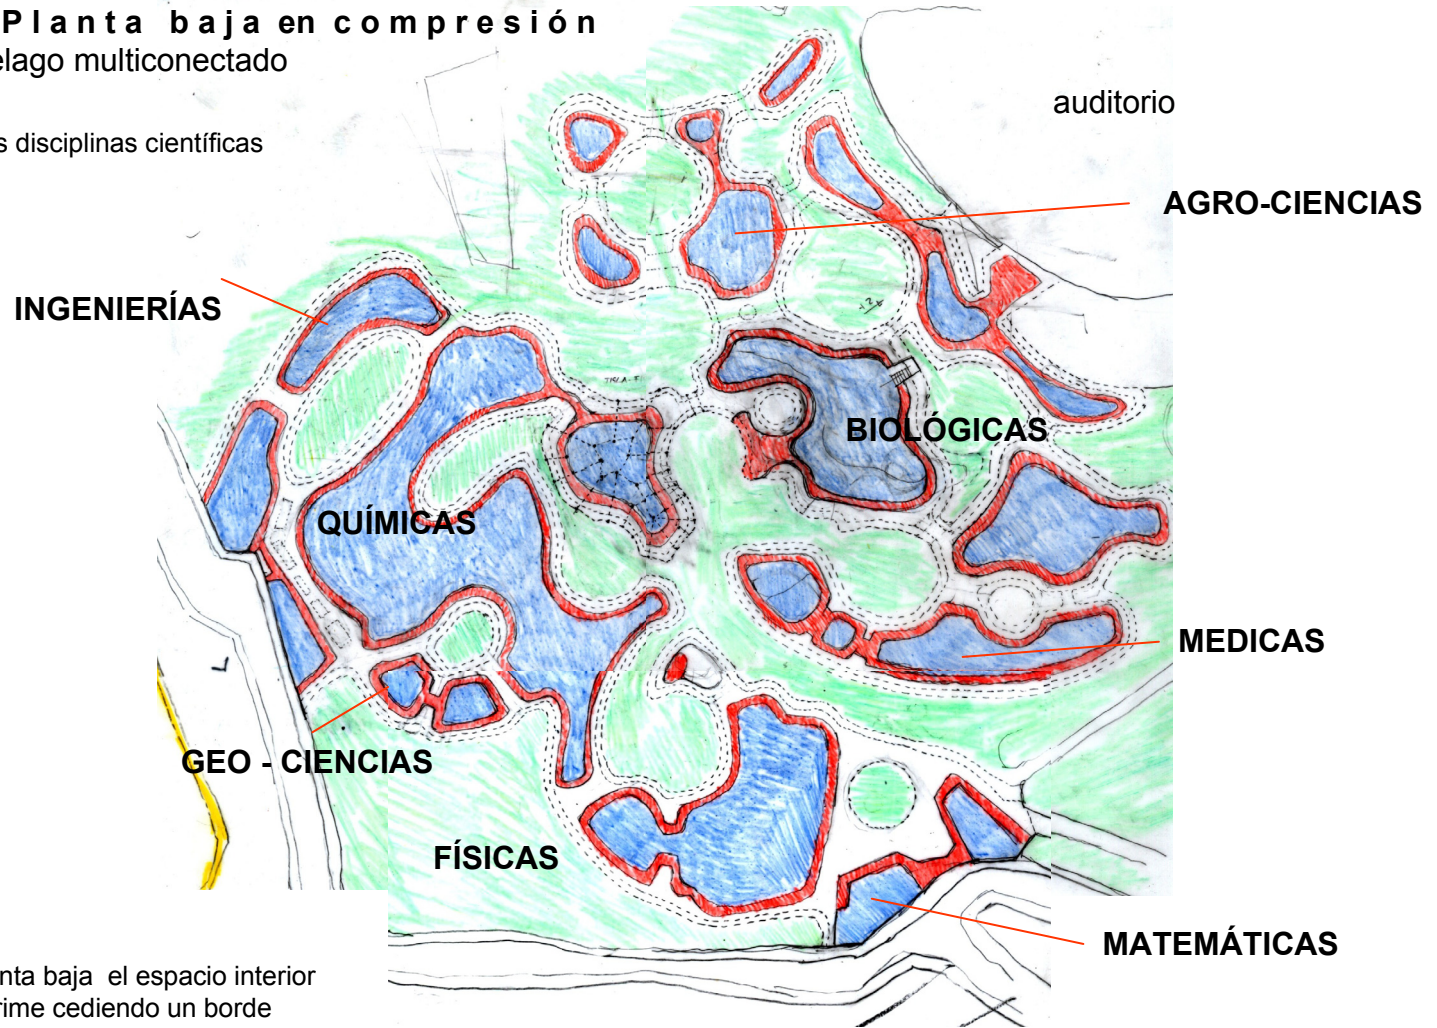 Planta baja en compresión
elago multiconectado
s disciplinas científicas
auditorio
AGRO-CIENCIAS
INGENIERÍAS
BIOLÓGICAS
QUÍMICAS
MEDICAS
GEO - CIENCIAS
FÍSICAS
MATEMÁTICAS
nta baja el espacio interior
rime cediendo un borde